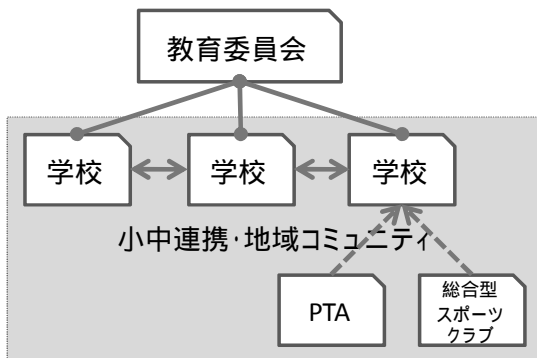 教育委員会
学校
学校
学校
小中連携・地域コミュニティ
PTA
総合型
スポーツ
クラブ